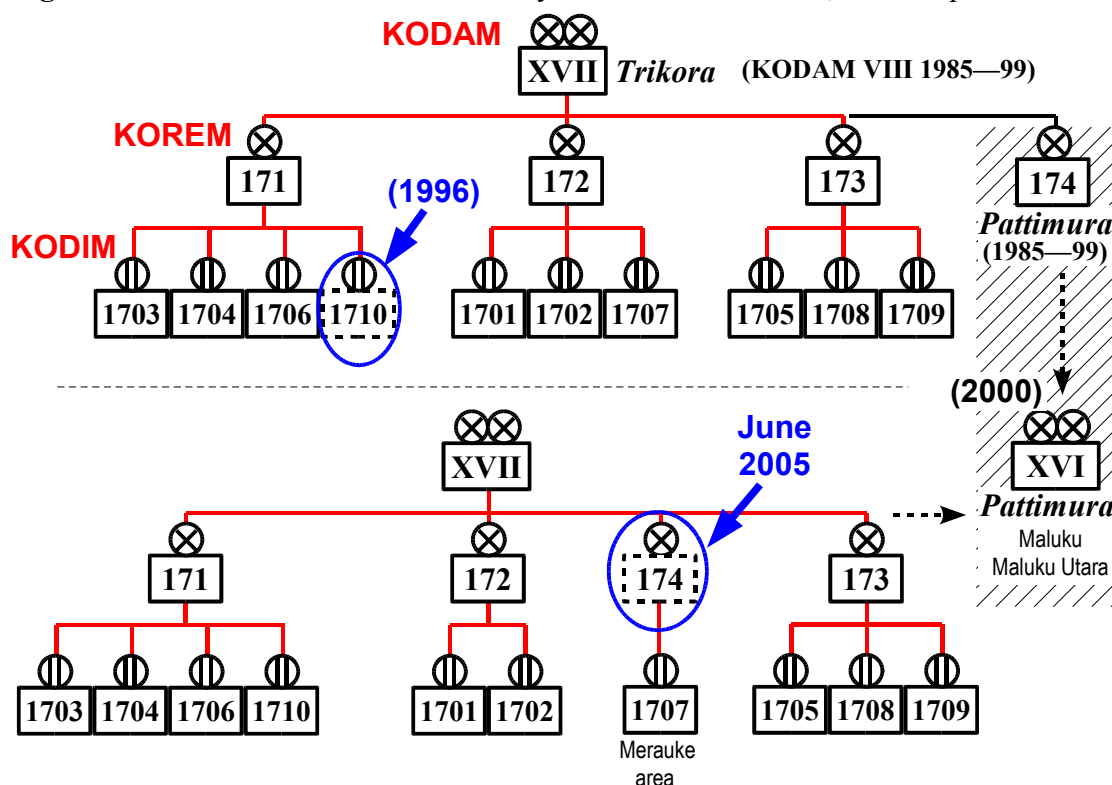 KODAM
XVII Trikora (KODAM VIII 1985—99)
KOREM
171 172 173 174
(1996)
Pattimura
(1985—99)
KODIM
1703 1704 1706 1710 1701 1702 1707 1705 1708 1709
(2000)
XVII
June
2005
XVI
Pattimura
Maluku
Maluku Utara
171 172 174 173
1703 1704 1706 1710 1701 1702 1707 1705 1708 1709
Merauke
area